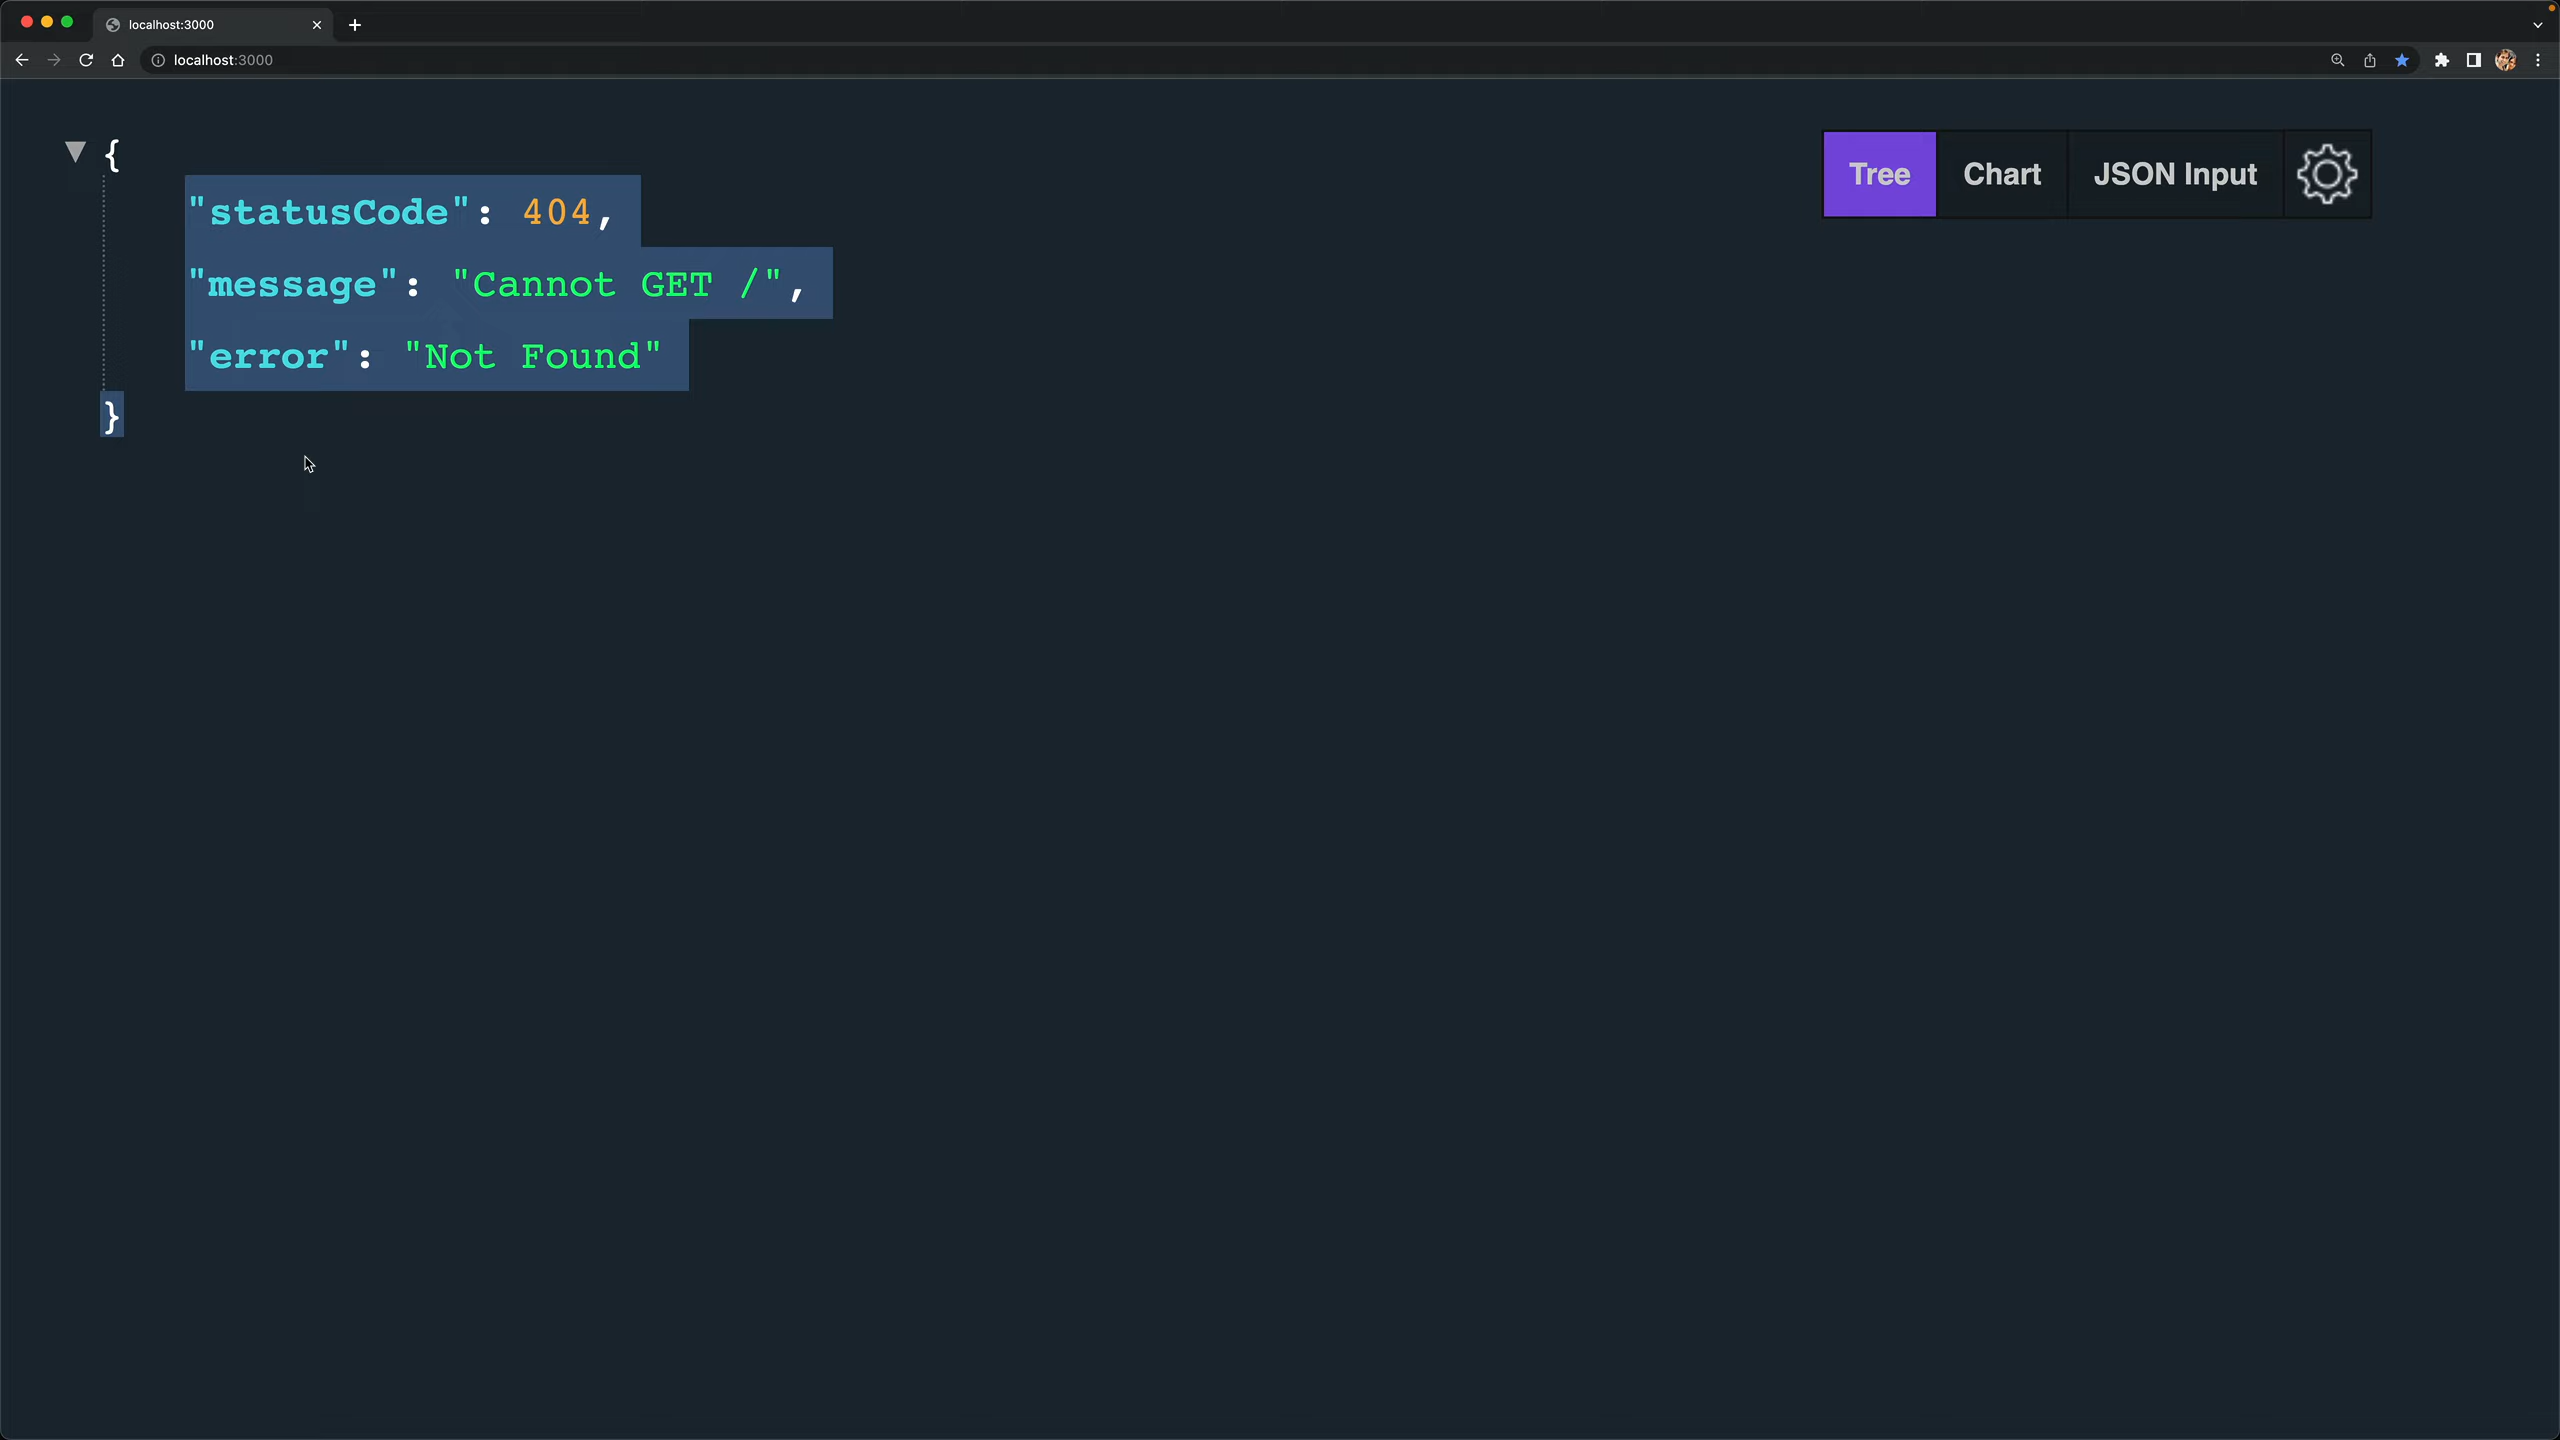 localhost:3000
localhost:3000
{
"statusCode": 404,
"message": "Cannot GET /",
"error": "Not Found"
}
Tree Chart JSON Input